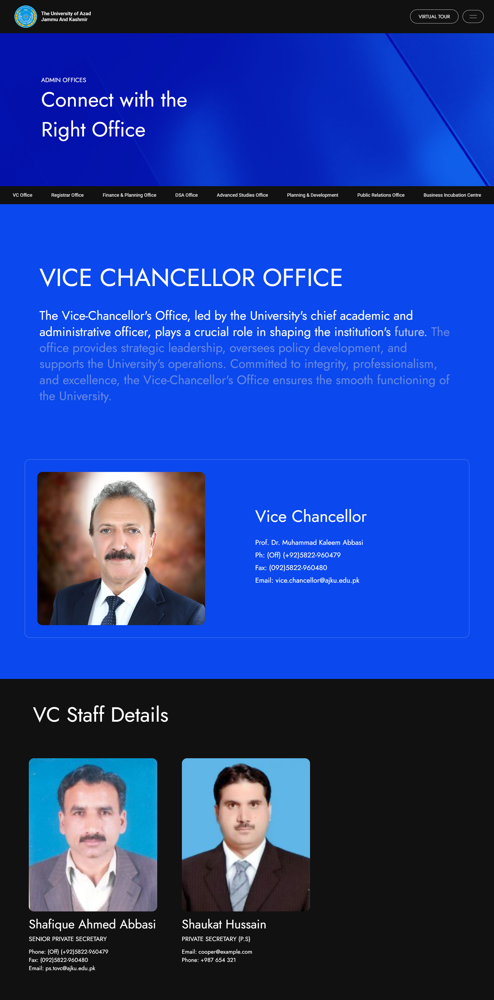 The University of Azad
Jammu And Kashmir
VIRTUAL TOUR
ADMIN OFFICES
Connect with the
Right Office
VC Office
Registrar Office
Finance & Planning Office
DSA Office
Advanced Studies Office
Planning & Development
Public Relations Office
Business Incubation Centre
VICE CHANCELLOR OFFICE
The Vice-Chancellor's Office, led by the University's chief academic and
administrative officer, plays a crucial role in shaping the institution's future. The
office provides strategic leadership, oversees policy development, and
supports the University's operations. Committed to integrity, professionalism,
and excellence, the Vice-Chancellor's Office ensures the smooth functioning of
the University.
Vice Chancellor
Prof. Dr. Muhammad Kaleem Abbasi
Ph: (Off) (+92)5822-960479
Fax: (092)5822-960480
Email: vice.chancellor@ajku.edu.pk
VC Staff Details
Shafique Ahmed Abbasi
SENIOR PRIVATE SECRETARY
Phone: (Off) (+92)5822-960479
Fax: (092)5822-960480
Email: ps.tovc@ajku.edu.pk
Shaukat Hussain
PRIVATE SECRETARY (P.S)
Email: cooper@example.com
Phone: +987 654 321